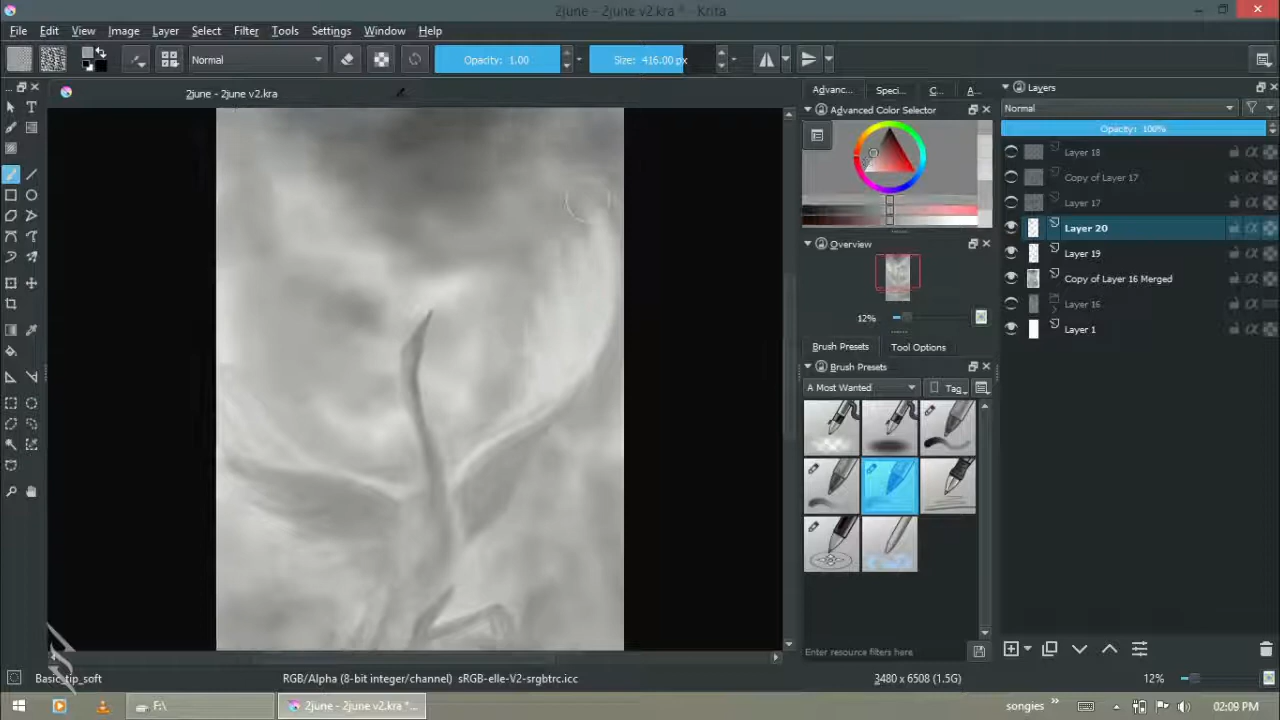 2june - 2june v2.kra * - Krita
File Edit View Image Layer Select Filter Tools Settings Window Help
Normal
Opacity: 1.00
Size: 416.00 px
2june - 2june v2.kra
Advanc...
Speci...
C...
A...
Advanced Color Selector
Overview
12%
Brush Presets
Tool Options
Brush Presets
A Most Wanted
Tag
Enter resource filters here
Layers
Normal
Opacity: 100%
Layer 18
Copy of Layer 17
Layer 17
Layer 20
Layer 19
Copy of Layer 16 Merged
Layer 16
Layer 1
RGB/Alpha (8-bit integer/channel) sRGB-elle-V2-srgbtrc.icc
3480 x 6508 (1.5G)
12%
F:\
2june - 2june v2.kra *...
songies
02:09 PM